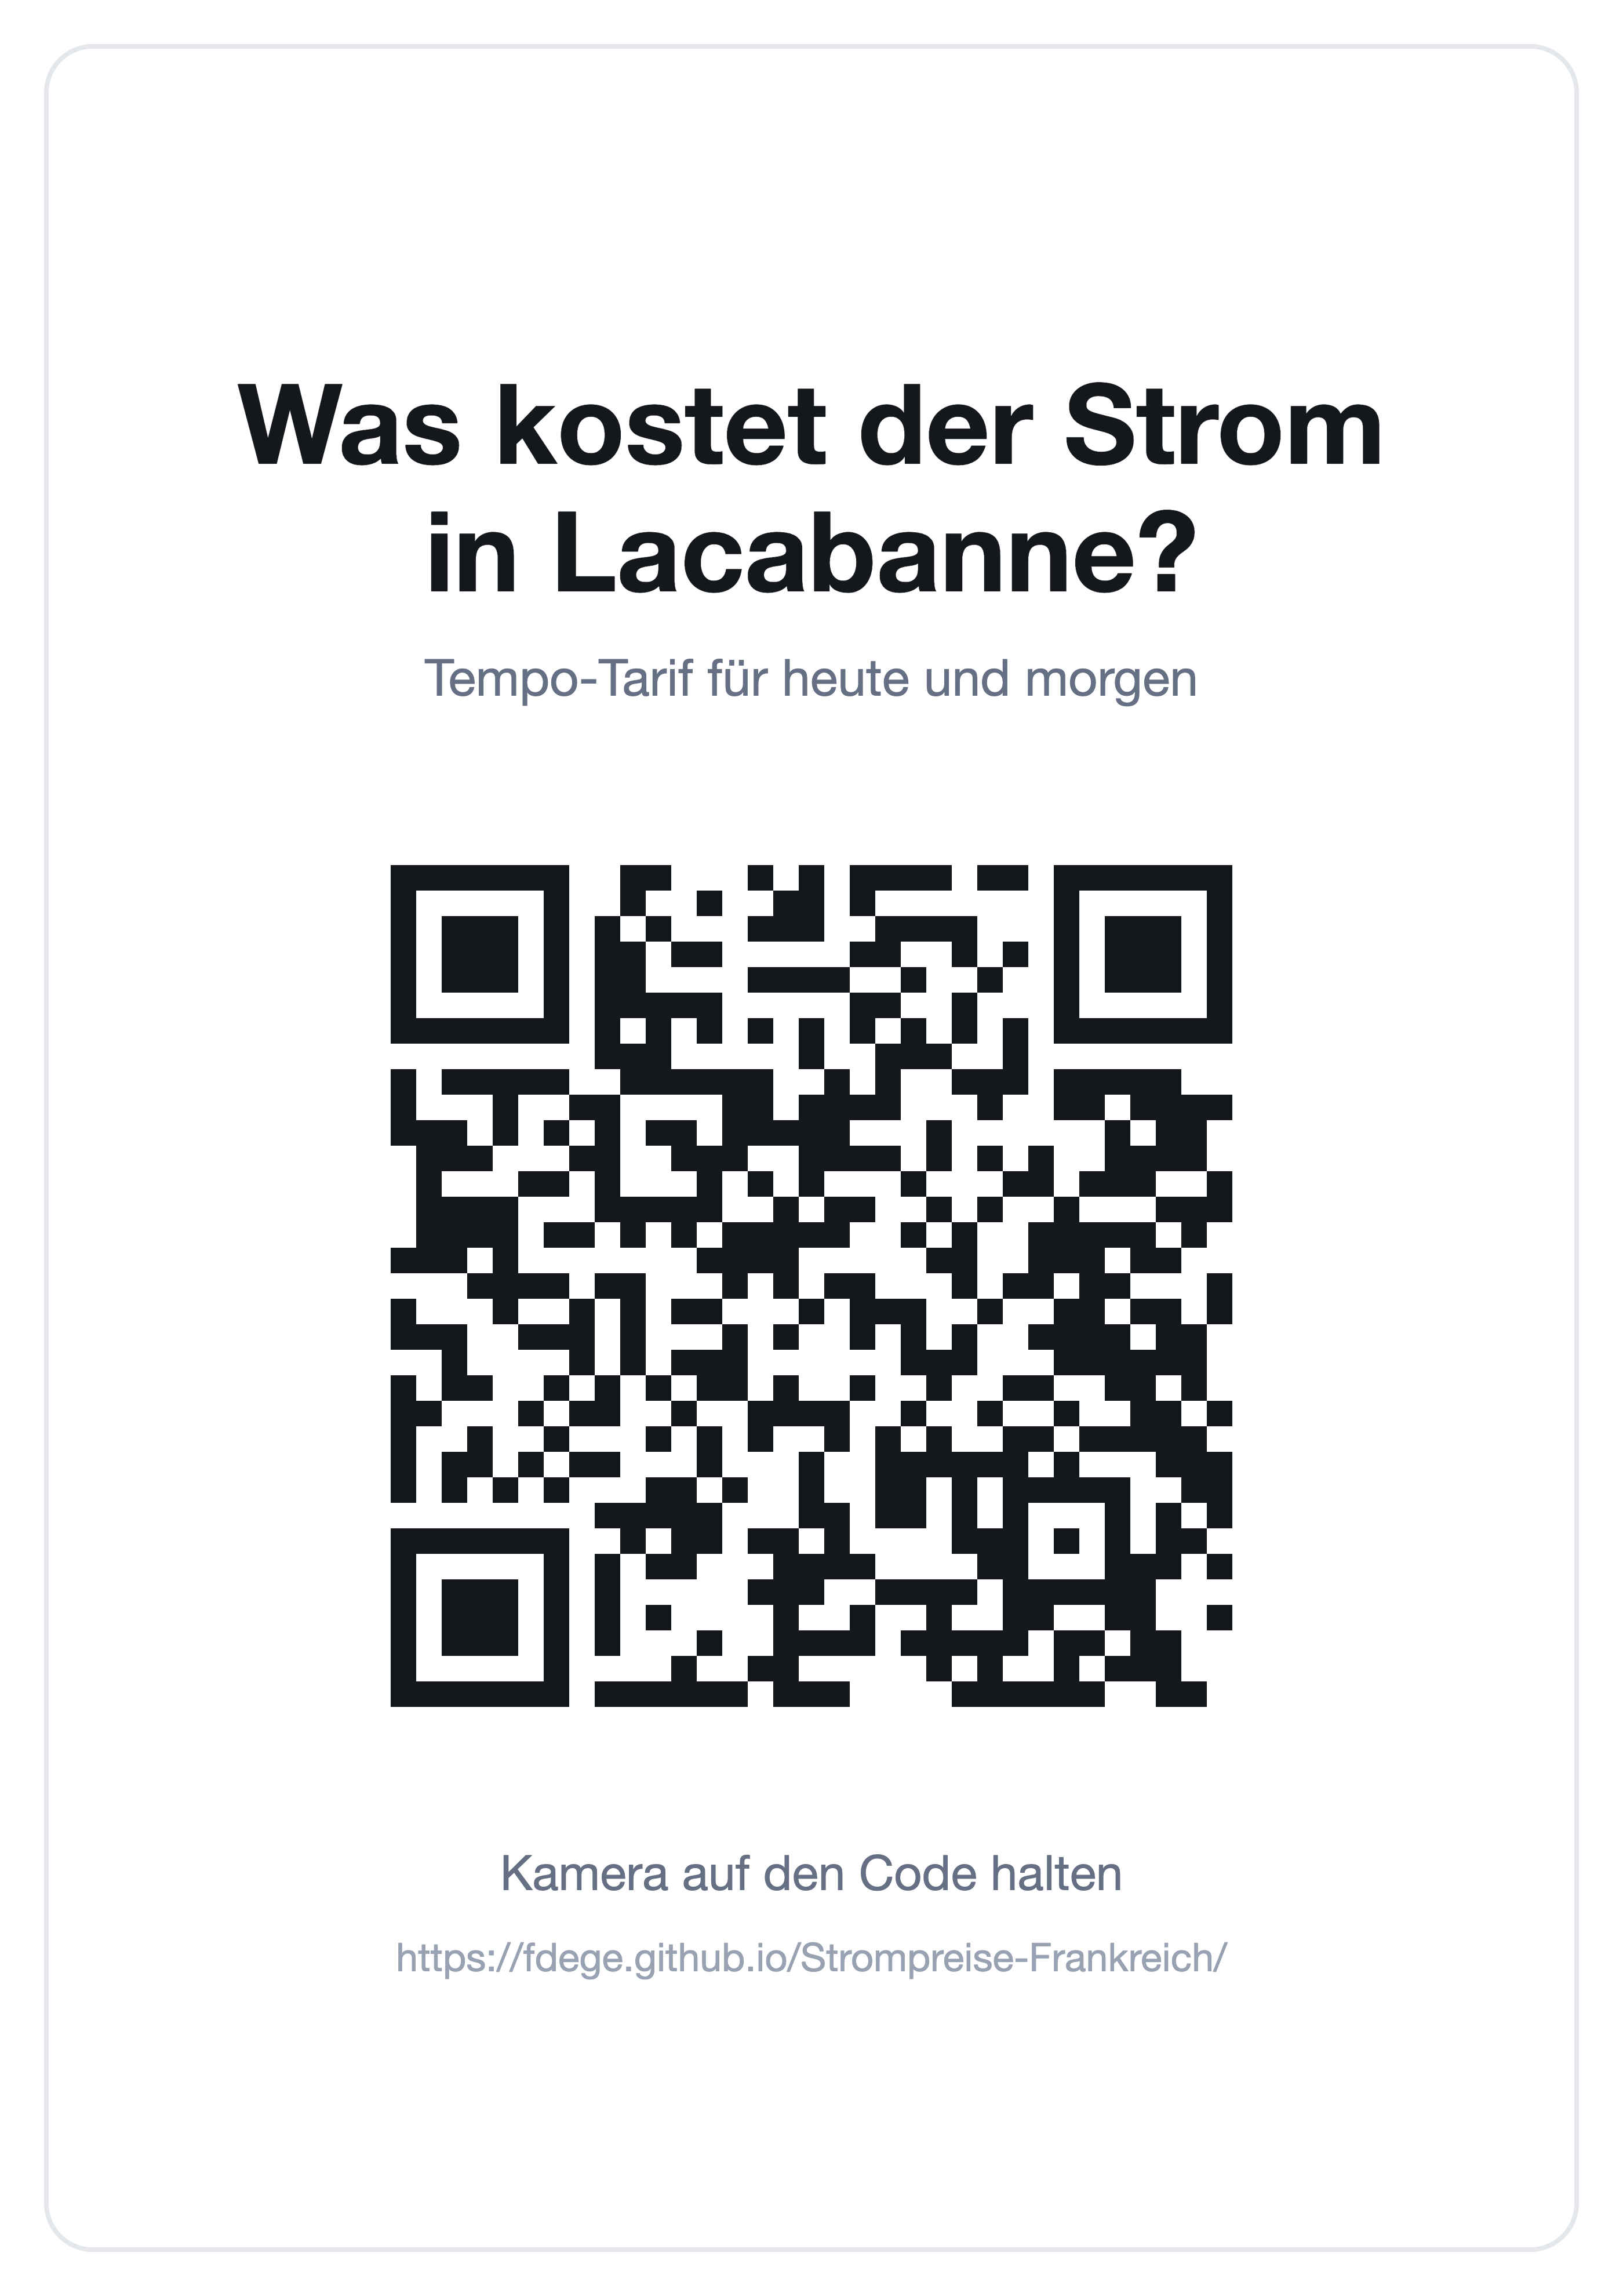 Was kostet der Strom
in Lacabanne?
Tempo-Tarif für heute und morgen
Kamera auf den Code halten
https://fdege.github.io/Strompreise-Frankreich/